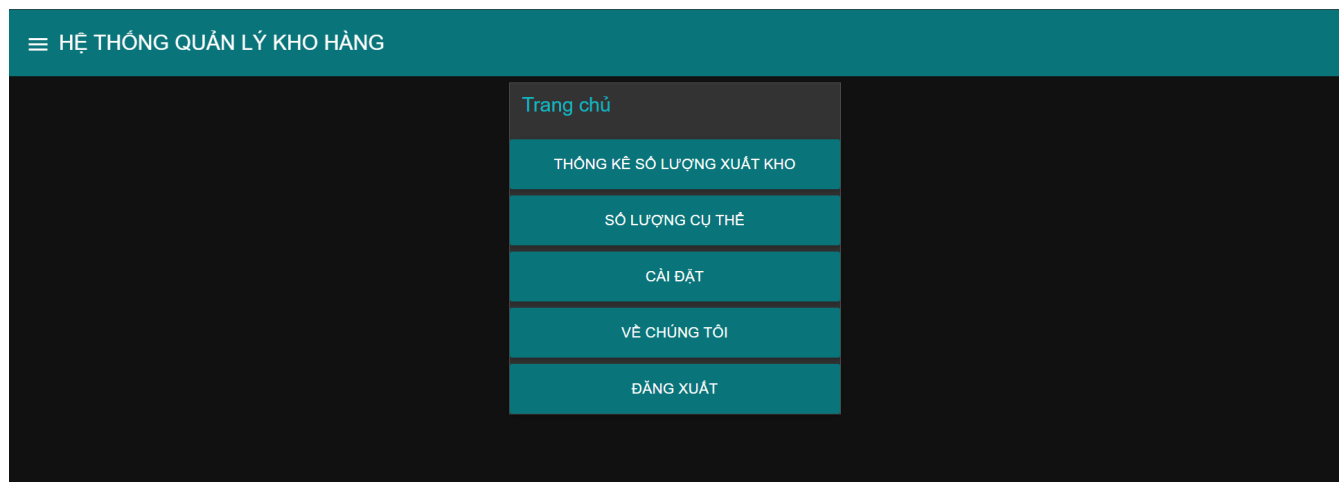 HỆ THỐNG QUẢN LÝ KHO HÀNG
Trang chủ
THỐNG KÊ SỐ LƯỢNG XUẤT KHO
SỐ LƯỢNG CỤ THỂ
CÀI ĐẶT
VỀ CHÚNG TÔI
ĐĂNG XUẤT